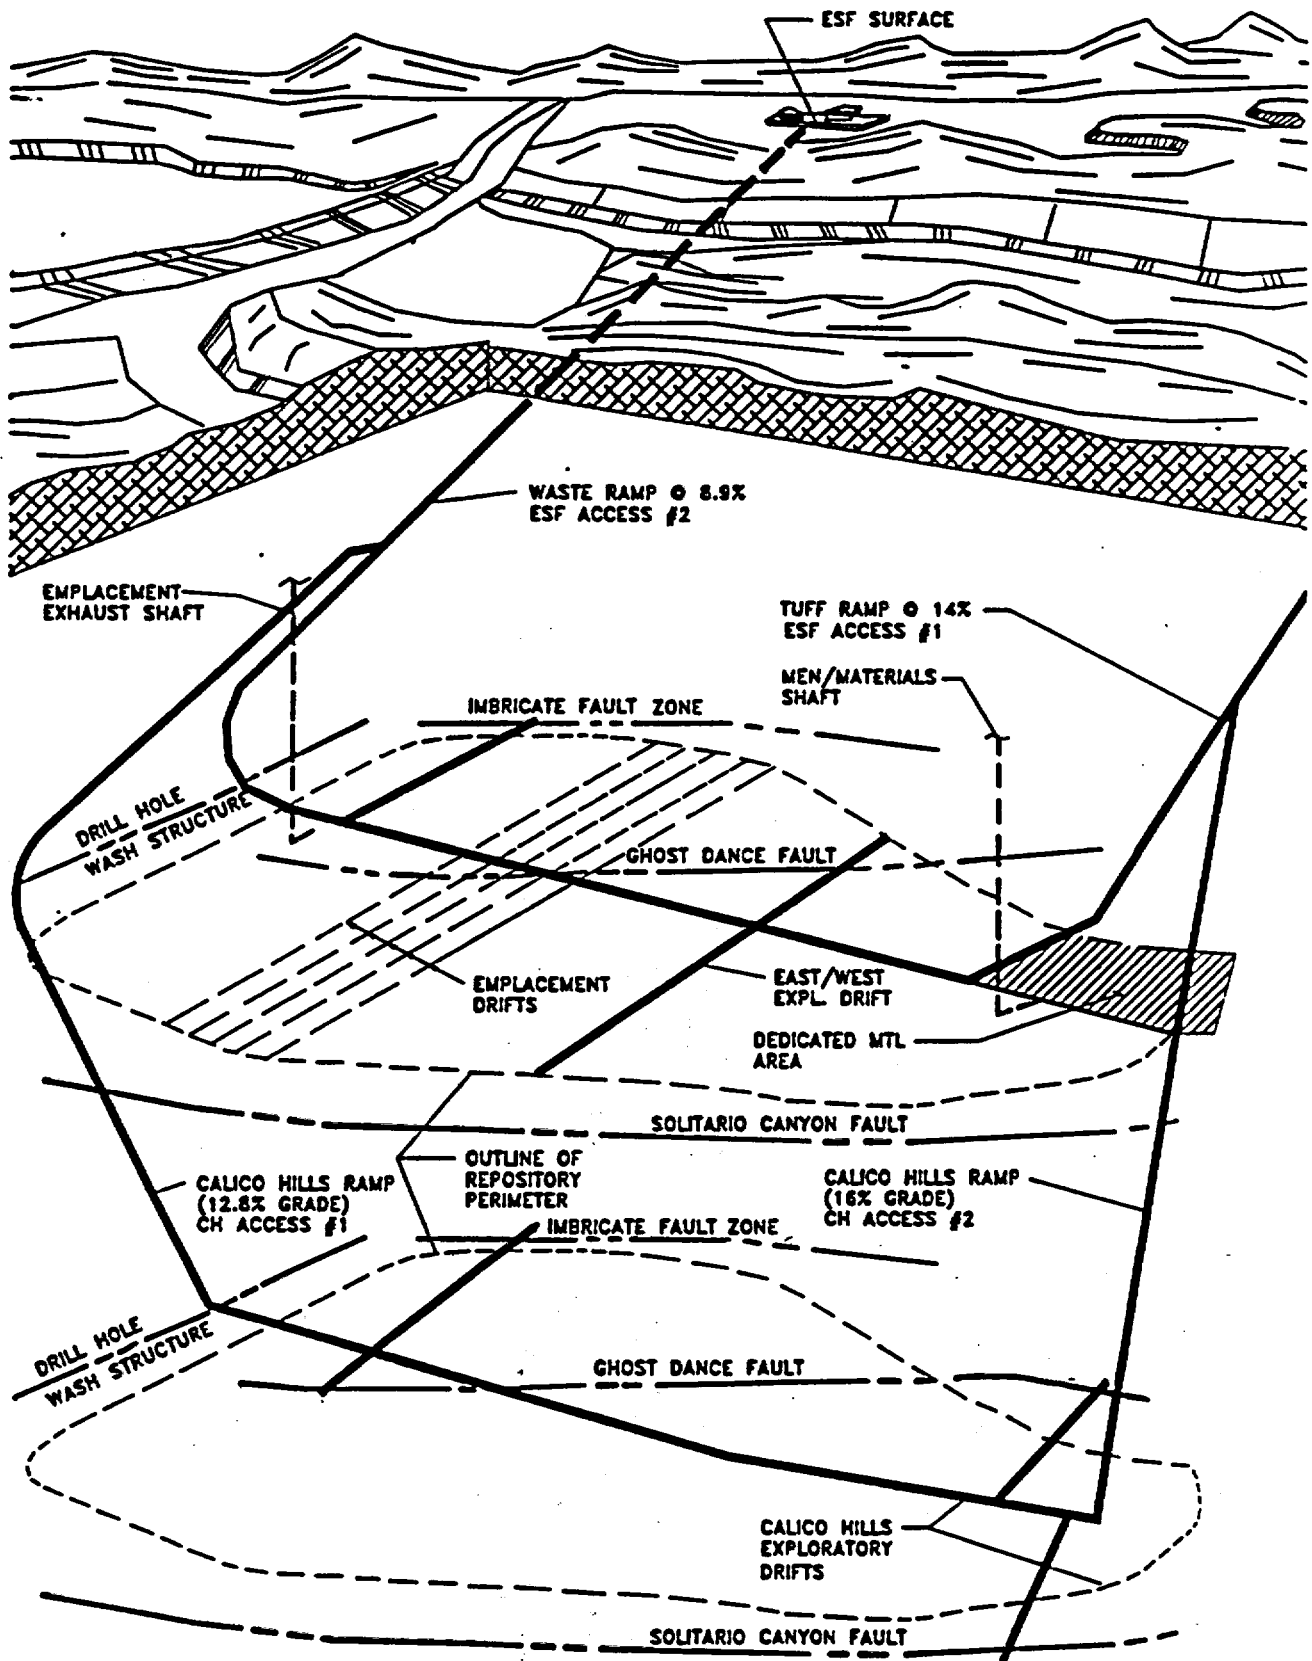 ESF SURFACE
WASTE RAMP @ 8.9%
ESF ACCESS #2
EMPLACEMENT
EXHAUST SHAFT
TUFF RAMP @ 14%
ESF ACCESS #1
MEN/MATERIALS
SHAFT
IMBRICATE FAULT ZONE
DRILL HOLE
WASH STRUCTURE
GHOST DANCE FAULT
EMPLACEMENT
DRIFTS
EAST/WEST
EXPL. DRIFT
DEDICATED MTL
AREA
SOLITARIO CANYON FAULT
OUTLINE OF
REPOSITORY
PERIMETER
CALICO HILLS RAMP
(12.8% GRADE)
CH ACCESS #1
CALICO HILLS RAMP
(16% GRADE)
CH ACCESS #2
IMBRICATE FAULT ZONE
DRILL HOLE
WASH STRUCTURE
GHOST DANCE FAULT
CALICO HILLS
EXPLORATORY
DRIFTS
SOLITARIO CANYON FAULT